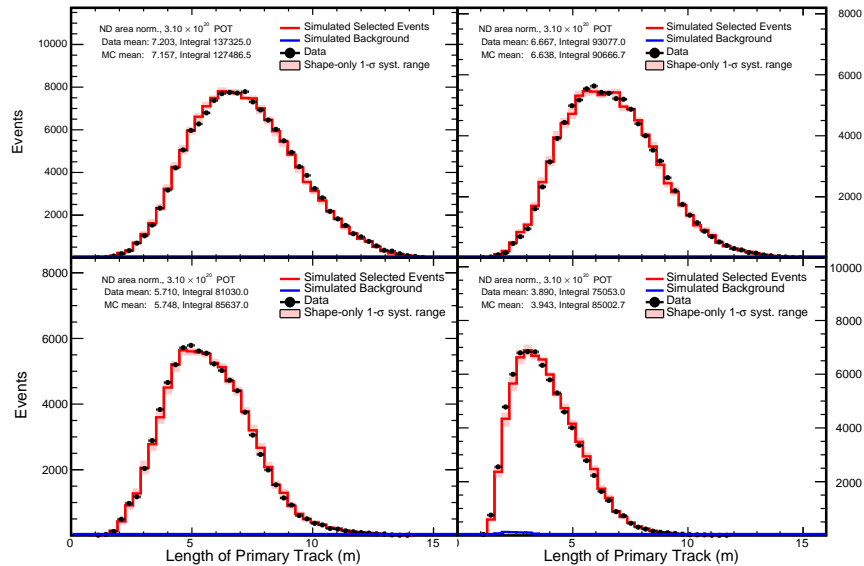 ND area norm., 3.10 × 10²⁰ POT
Data mean: 7.203, Integral 137325.0
MC mean: 7.157, Integral 127486.5
Simulated Selected Events
Simulated Background
Data
Shape-only 1-σ syst. range
10000
8000
6000
4000
2000
Events
ND area norm., 3.10 × 10²⁰ POT
Data mean: 6.667, Integral 93077.0
MC mean: 6.638, Integral 90666.7
Simulated Selected Events
Simulated Background
Data
Shape-only 1-σ syst. range
8000
6000
4000
2000
ND area norm., 3.10 × 10²⁰ POT
Data mean: 5.710, Integral 81030.0
MC mean: 5.748, Integral 85637.0
Simulated Selected Events
Simulated Background
Data
Shape-only 1-σ syst. range
8000
6000
4000
2000
Events
0 5 10 15
Length of Primary Track (m)
ND area norm., 3.10 × 10²⁰ POT
Data mean: 3.890, Integral 75053.0
MC mean: 3.943, Integral 85002.7
Simulated Selected Events
Simulated Background
Data
Shape-only 1-σ syst. range
10000
8000
6000
4000
2000
0
5 10 15
Length of Primary Track (m)